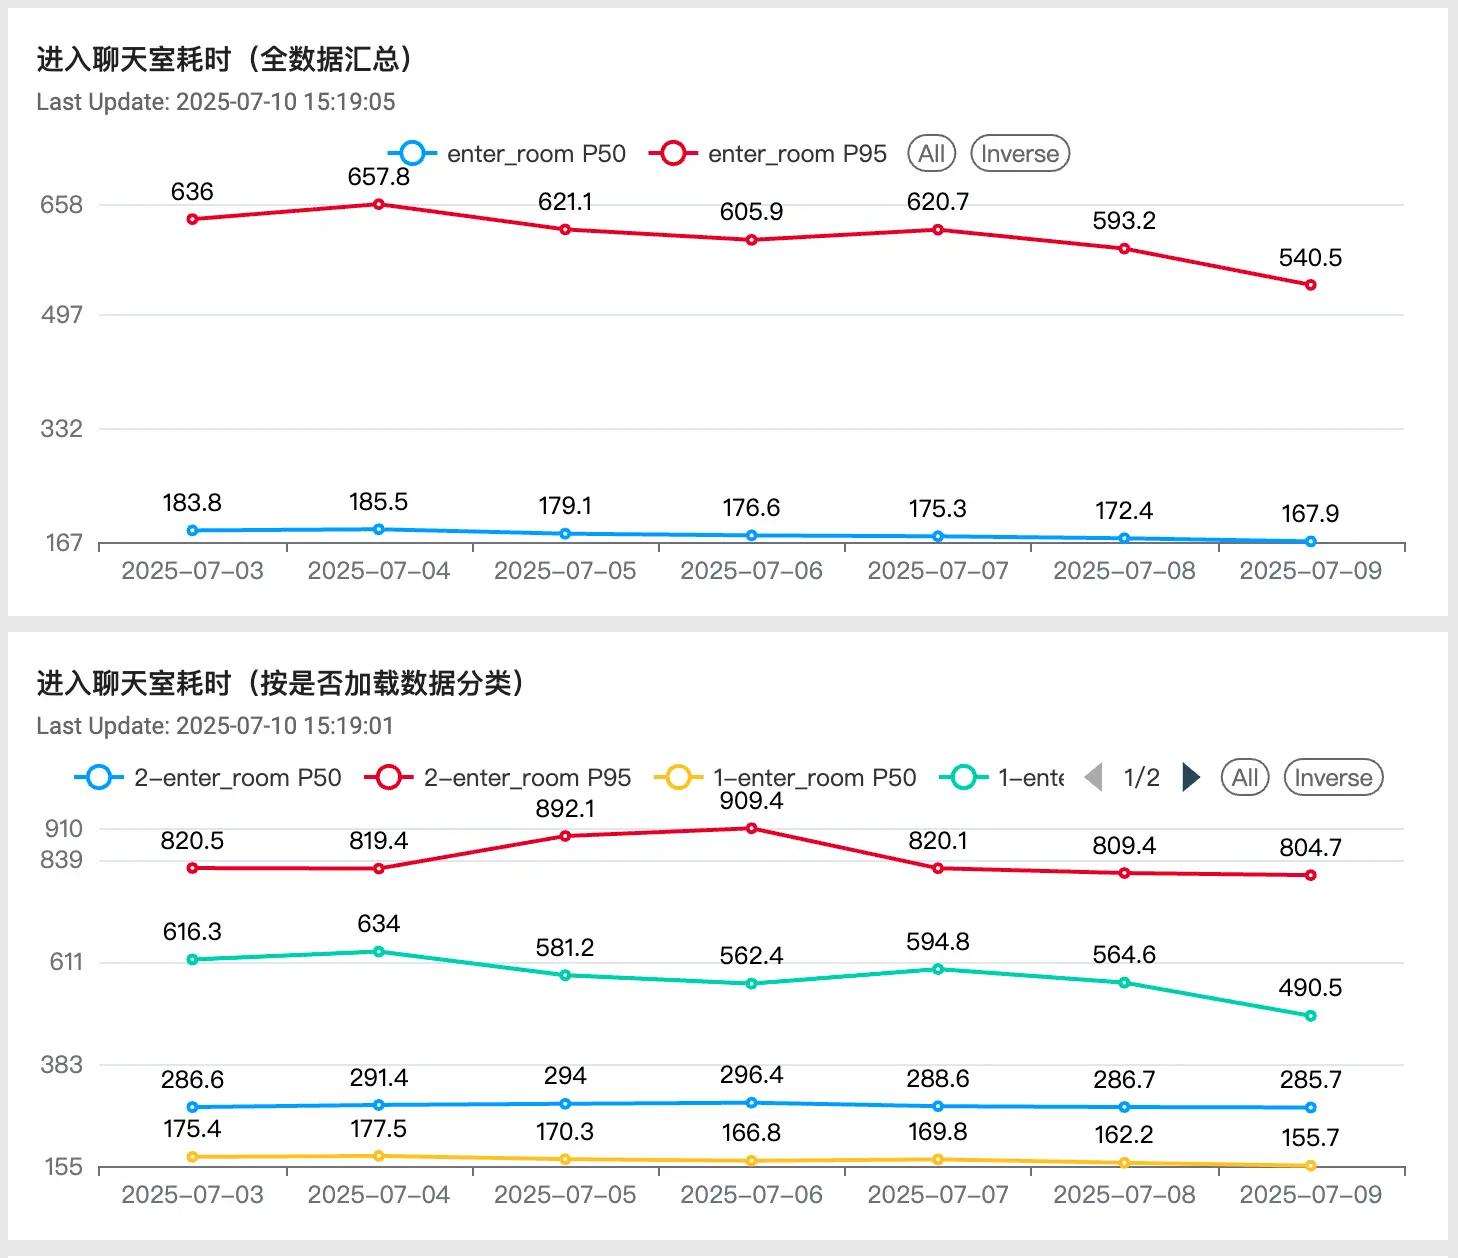 进入聊天室耗时（全数据汇总）
Last Update: 2025-07-10 15:19:05
enter_room P50 enter_room P95 All Inverse
636 657.8 621.1 605.9 620.7 593.2 540.5
658
497
332
183.8 185.5 179.1 176.6 175.3 172.4 167.9
167
2025-07-03 2025-07-04 2025-07-05 2025-07-06 2025-07-07 2025-07-08 2025-07-09
进入聊天室耗时（按是否加载数据分类）
Last Update: 2025-07-10 15:19:01
2-enter_room P50 2-enter_room P95 1-enter_room P50 1-ente 1/2 All Inverse
820.5 819.4 892.1 909.4 820.1 809.4 804.7
910
839
616.3 634 581.2 562.4 594.8 564.6 490.5
611
383
286.6 291.4 294 296.4 288.6 286.7 285.7
175.4 177.5 170.3 166.8 169.8 162.2 155.7
155
2025-07-03 2025-07-04 2025-07-05 2025-07-06 2025-07-07 2025-07-08 2025-07-09